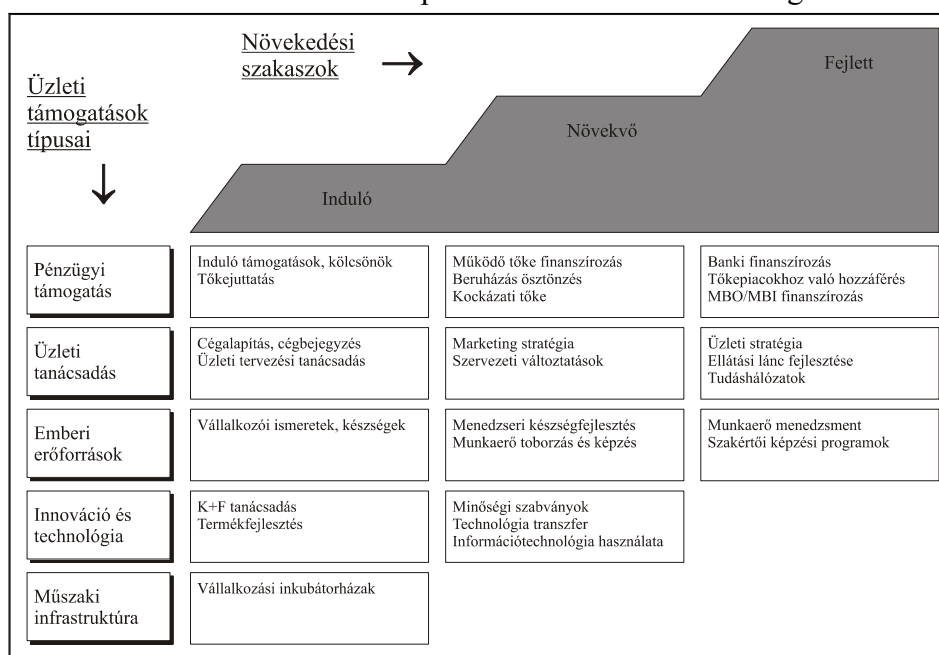 Növekedési
szakaszok
Üzleti
támogatások
típusai
Fejlett
Növekvő
Induló
Pénzügyi
támogatás
Induló támogatások, kölcsönök
Tőkejuttatás
Működő tőke finanszírozás
Beruházás ösztönzés
Kockázati tőke
Banki finanszírozás
Tőkepiacokhoz való hozzáférés
MBO/MBI finanszírozás
Üzleti
tanácsadás
Cégalapítás, cégbejegyzés
Üzleti tervezési tanácsadás
Marketing stratégia
Szervezeti változtatások
Üzleti stratégia
Ellátási lánc fejlesztése
Tudáshálózatok
Emberi
erőforrások
Vállalkozói ismeretek, készségek
Menedzseri készségfejlesztés
Munkaerő toborzás és képzés
Munkaerő menedzsment
Szakértői képzési programok
Innováció és
technológia
K+F tanácsadás
Termékfejlesztés
Minőségi szabványok
Technológia transzfer
Információtechnológia használata
Műszaki
infrastruktúra
Vállalkozási inkubátorházak